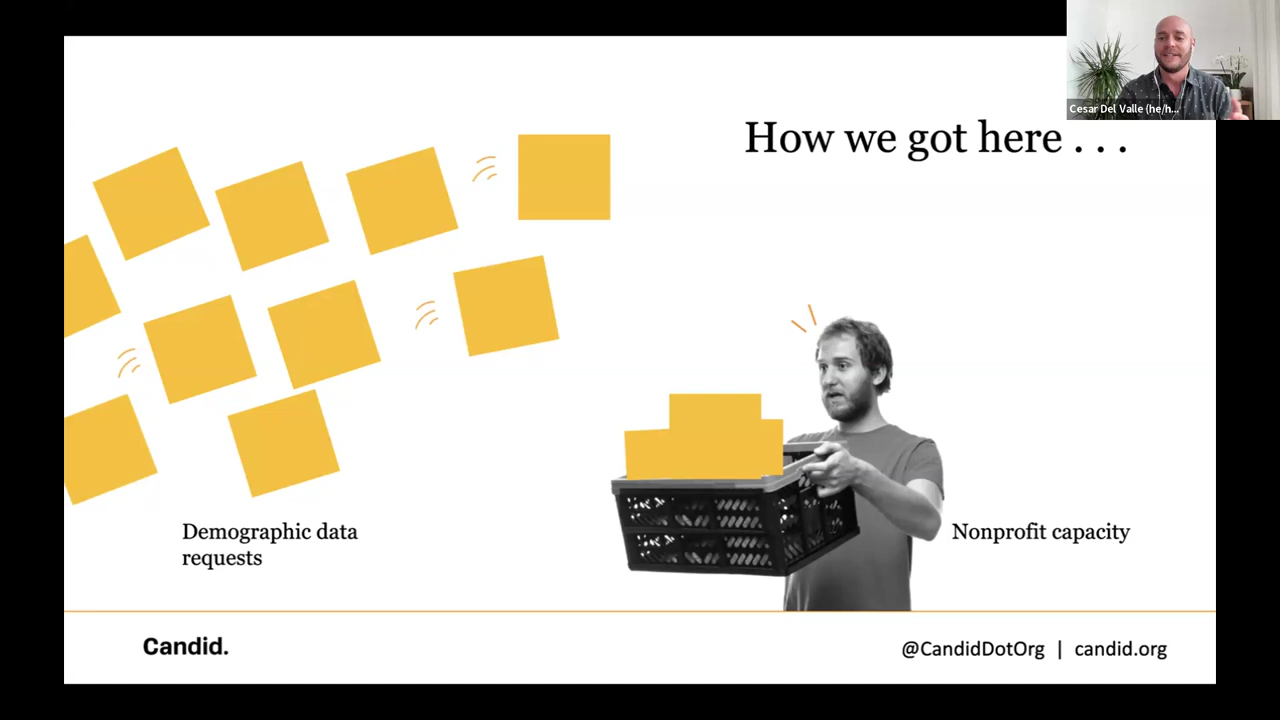 Cesar Del Valle (he/h...
How we got here . . .
Demographic data
requests
Nonprofit capacity
Candid.
@CandidDotOrg | candid.org